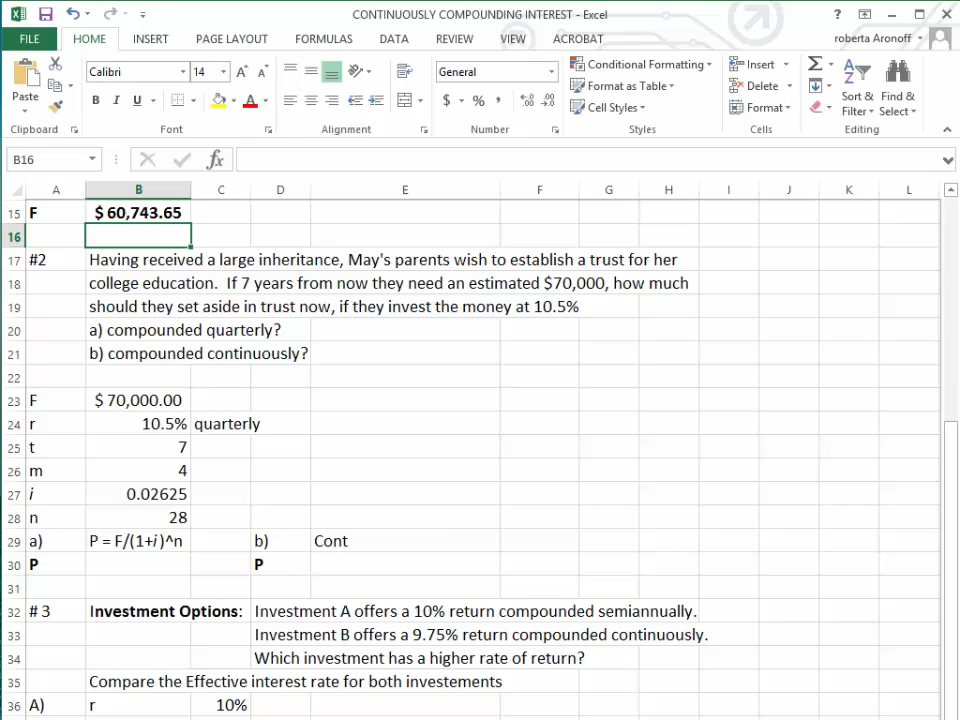 CONTINUOUSLY COMPOUNDING INTEREST - Excel
FILE HOME INSERT PAGE LAYOUT FORMULAS DATA REVIEW VIEW ACROBAT roberta Aronoff
Paste
Calibri 14
B I U
General
$ % ,
Conditional Formatting
Format as Table
Cell Styles
Insert
Delete
Format
Sort & Filter
Find & Select
Clipboard Font Alignment Number Styles Cells Editing
B16 fx
A B C D E F G H I J K L
15 F $ 60,743.65
16
17 #2 Having received a large inheritance, May's parents wish to establish a trust for her
18 college education. If 7 years from now they need an estimated $70,000, how much
19 should they set aside in trust now, if they invest the money at 10.5%
20 a) compounded quarterly?
21 b) compounded continuously?
22
23 F $ 70,000.00
24 r 10.5% quarterly
25 t 7
26 m 4
27 i 0.02625
28 n 28
29 a) P = F/(1+i)^n b) Cont
30 P P
31
32 # 3 Investment Options: Investment A offers a 10% return compounded semiannually.
33 Investment B offers a 9.75% return compounded continuously.
34 Which investment has a higher rate of return?
35 Compare the Effective interest rate for both investements
36 A) r 10%